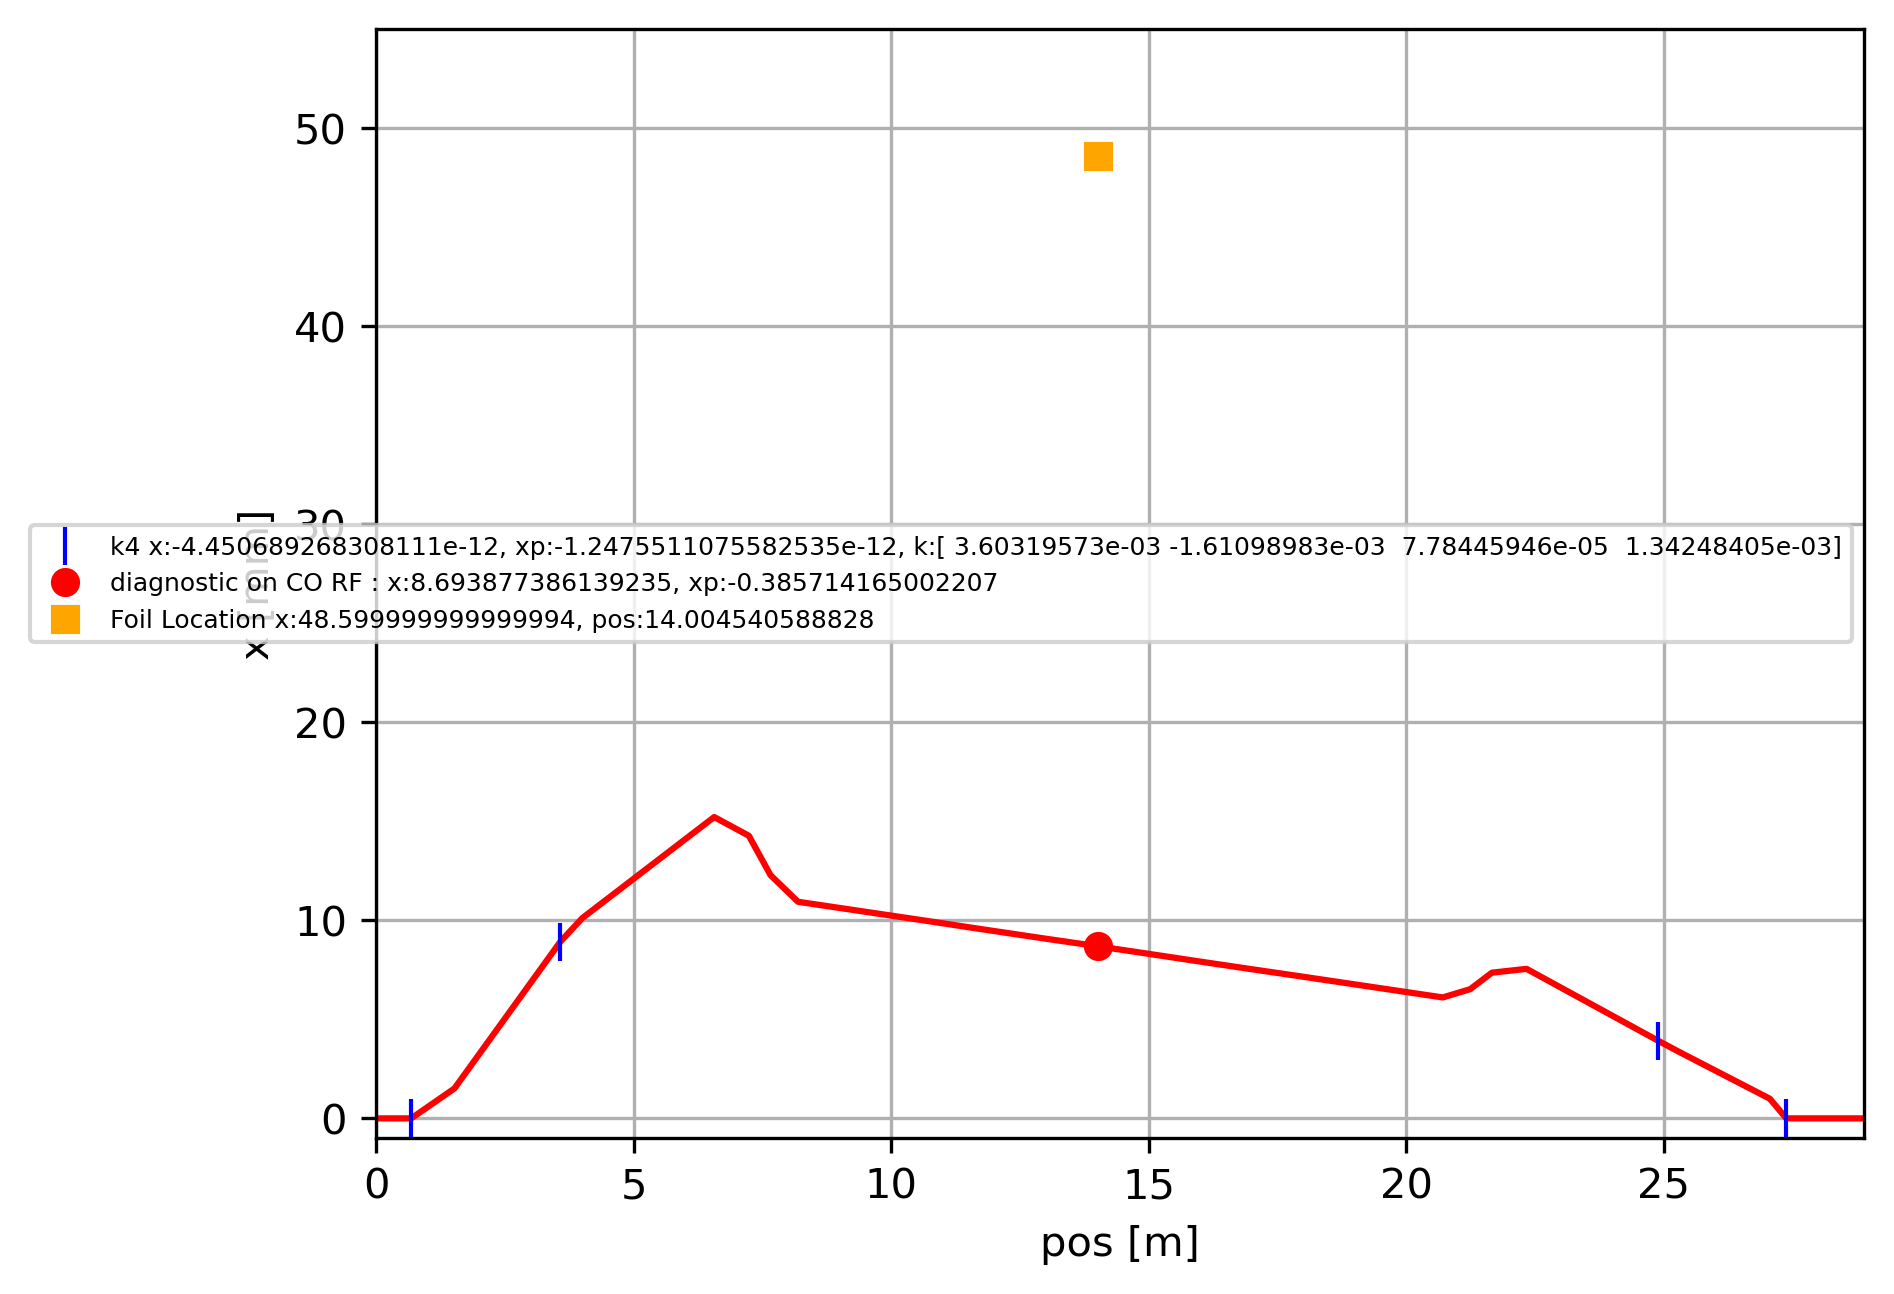 50
40
30
x [mm]
k4 x:-4.450689268308111e-12, xp:-1.2475511075582535e-12, k:[ 3.60319573e-03 -1.61098983e-03  7.78445946e-05  1.34248405e-03]
diagnostic on CO RF : x:8.693877386139235, xp:-0.385714165002207
Foil Location x:48.599999999999994, pos:14.004540588828
20
10
0
0 5 10 15 20 25
pos [m]